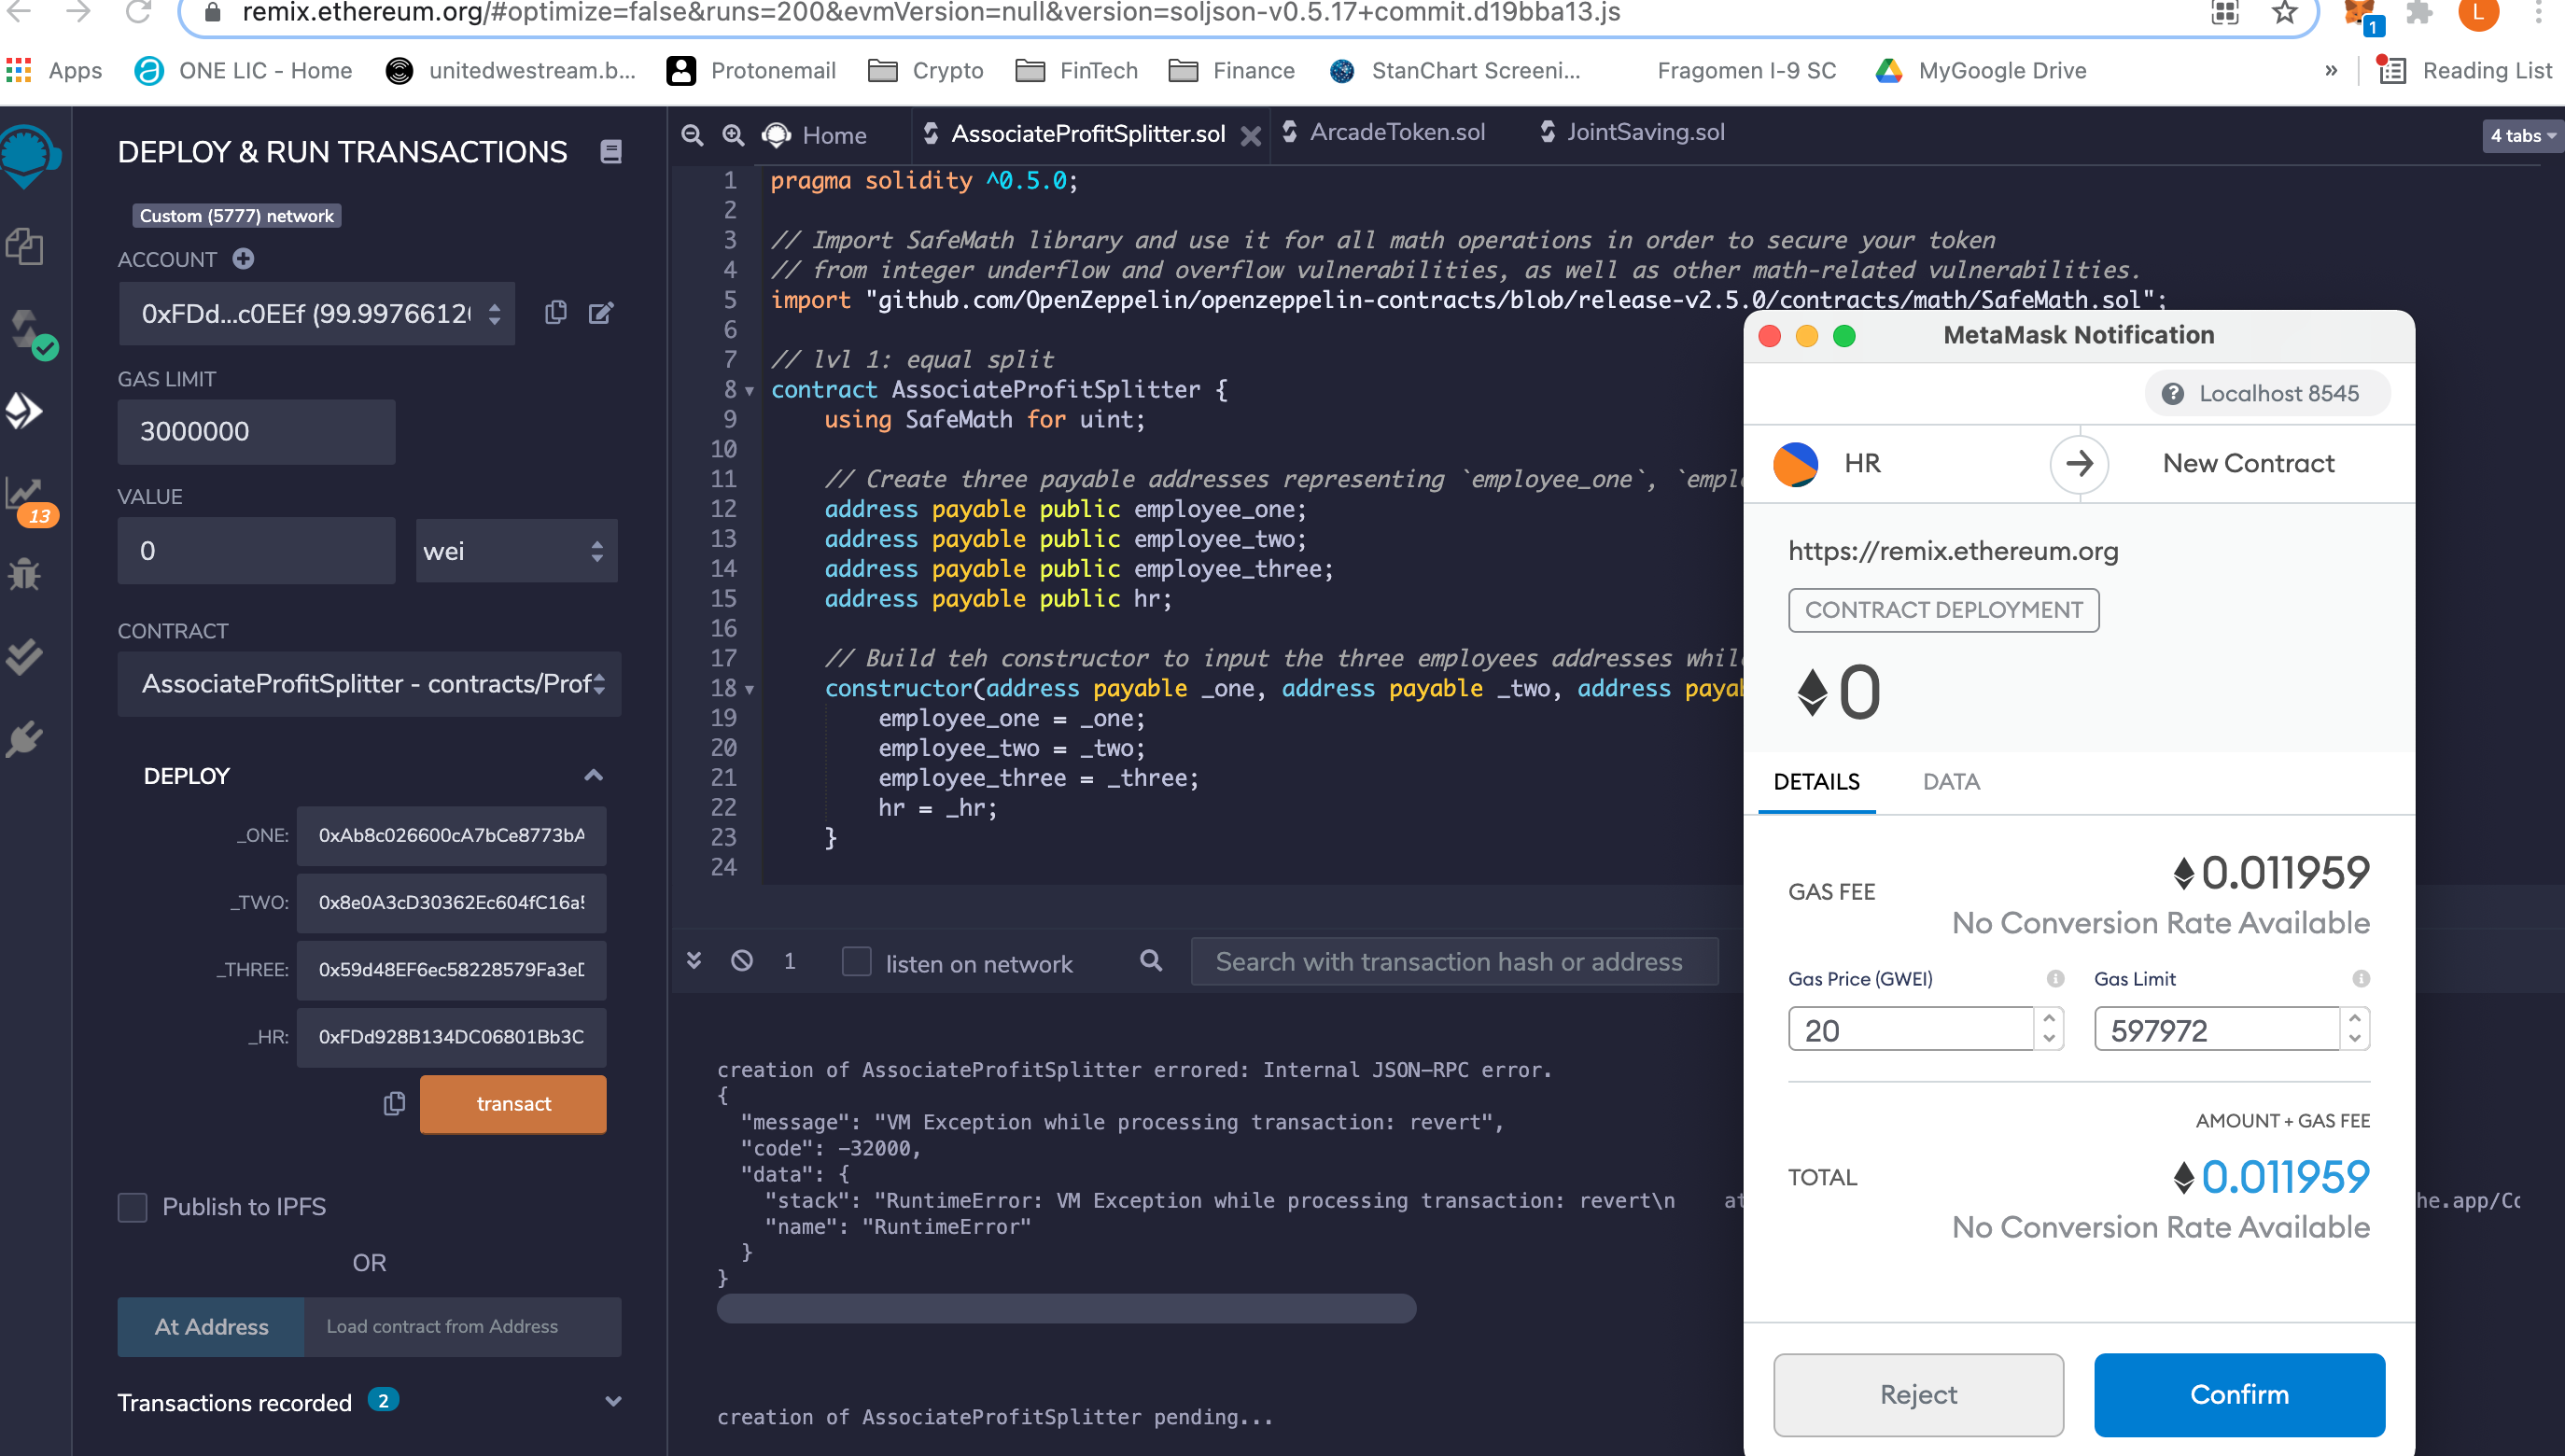 remix.ethereum.org/#optimize=false&runs=200&evmVersion=null&version=soljson-v0.5.17+commit.d19bba13.js
1
L
Apps
ONE LIC - Home
unitedwestream.b...
Protonemail
Crypto
FinTech
Finance
StanChart Screeni...
Fragomen I-9 SC
MyGoogle Drive
»
Reading List
DEPLOY & RUN TRANSACTIONS
Custom (5777) network
ACCOUNT
0xFDd...c0EEf (99.9976612
GAS LIMIT
3000000
VALUE
0
wei
CONTRACT
AssociateProfitSplitter - contracts/Prof
13
DEPLOY
_ONE:
0xAb8c026600cA7bCe8773bA
_TWO:
0x8e0A3cD30362Ec604fC16a
_THREE:
0x59d48EF6ec58228579Fa3e
_HR:
0xFDd928B134DC06801Bb3C
transact
Publish to IPFS
OR
At Address
Load contract from Address
Transactions recorded 2
Home
AssociateProfitSplitter.sol
ArcadeToken.sol
JointSaving.sol
4 tabs
1 pragma solidity ^0.5.0;
2
3 // Import SafeMath library and use it for all math operations in order to secure your token
4 // from integer underflow and overflow vulnerabilities, as well as other math-related vulnerabilities.
5 import "github.com/OpenZeppelin/openzeppelin-contracts/blob/release-v2.5.0/contracts/math/SafeMath.sol";
6
7 // lvl 1: equal split
8 contract AssociateProfitSplitter {
9 using SafeMath for uint;
10
11 // Create three payable addresses representing `employee_one`, `empl
12 address payable public employee_one;
13 address payable public employee_two;
14 address payable public employee_three;
15 address payable public hr;
16
17 // Build teh constructor to input the three employees addresses whil
18 constructor(address payable _one, address payable _two, address paya
19 employee_one = _one;
20 employee_two = _two;
21 employee_three = _three;
22 hr = _hr;
23 }
24
1
listen on network
Search with transaction hash or address
creation of AssociateProfitSplitter errored: Internal JSON-RPC error.
{
"message": "VM Exception while processing transaction: revert",
"code": -32000,
"data": {
"stack": "RuntimeError: VM Exception while processing transaction: revert\n at
he.app/Co
"name": "RuntimeError"
}
}
creation of AssociateProfitSplitter pending...
MetaMask Notification
Localhost 8545
HR
New Contract
https://remix.ethereum.org
CONTRACT DEPLOYMENT
0
DETAILS
DATA
GAS FEE
0.011959
No Conversion Rate Available
Gas Price (GWEI)
Gas Limit
20
597972
AMOUNT + GAS FEE
TOTAL
0.011959
No Conversion Rate Available
Reject
Confirm